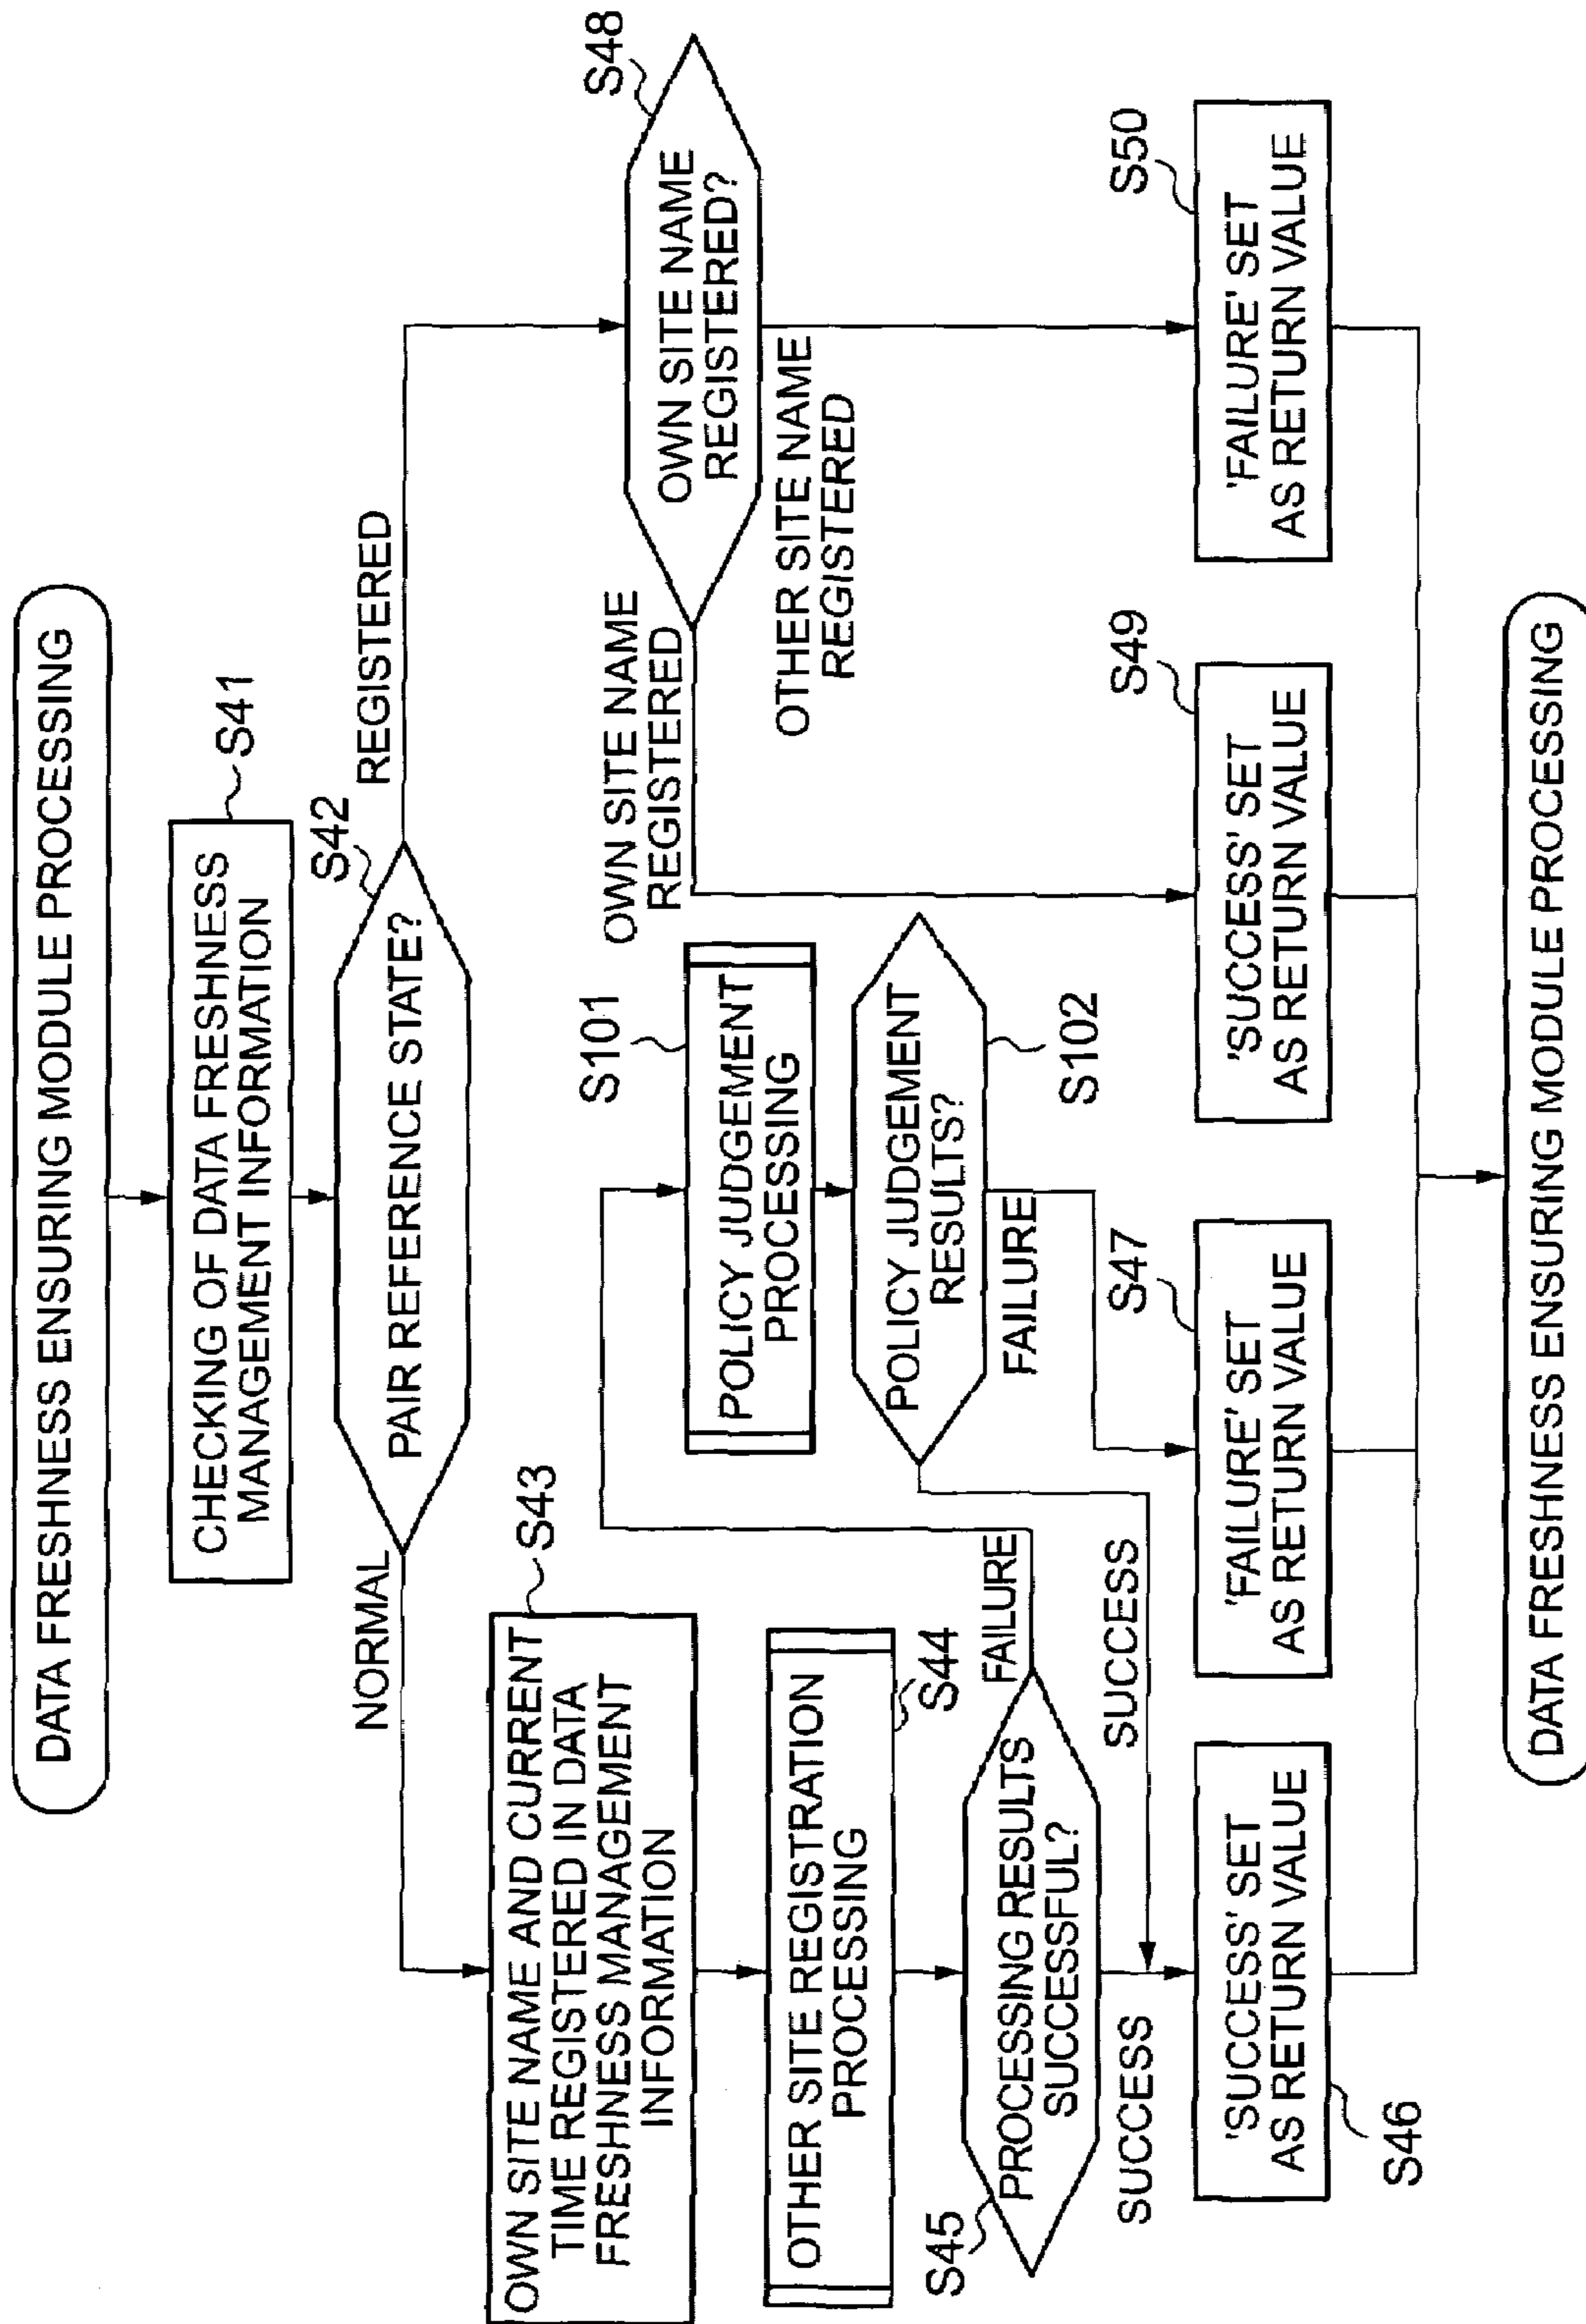 DATA FRESHNESS ENSURING MODULE PROCESSING
S41
CHECKING OF DATA FRESHNESS
MANAGEMENT INFORMATION
S42
PAIR REFERENCE STATE?
NORMAL
REGISTERED
S43
OWN SITE NAME AND CURRENT
TIME REGISTERED IN DATA
FRESHNESS MANAGEMENT
INFORMATION
S44
OTHER SITE REGISTRATION
PROCESSING
S45
PROCESSING RESULTS
SUCCESSFUL?
FAILURE
SUCCESS
S101
POLICY JUDGEMENT
PROCESSING
POLICY JUDGEMENT
RESULTS?
S102
FAILURE
SUCCESS
S48
OWN SITE NAME
REGISTERED?
OWN SITE NAME
REGISTERED
OTHER SITE NAME
REGISTERED
'SUCCESS' SET
AS RETURN VALUE
S46
S47
'FAILURE' SET
AS RETURN VALUE
S49
'SUCCESS' SET
AS RETURN VALUE
S50
'FAILURE' SET
AS RETURN VALUE
DATA FRESHNESS ENSURING MODULE PROCESSING